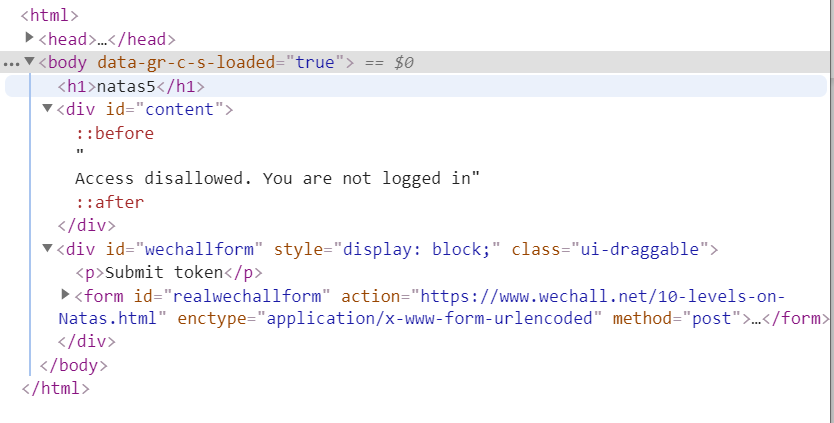 <html>
<head>…</head>
<body data-gr-c-s-loaded="true"> == $0
<h1>natas5</h1>
<div id="content">
::before
"
Access disallowed. You are not logged in"
::after
</div>
<div id="wechallform" style="display: block;" class="ui-draggable">
<p>Submit token</p>
<form id="realwechallform" action="https://www.wechall.net/10-levels-on-
Natas.html" enctype="application/x-www-form-urlencoded" method="post">…</form>
</div>
</body>
</html>